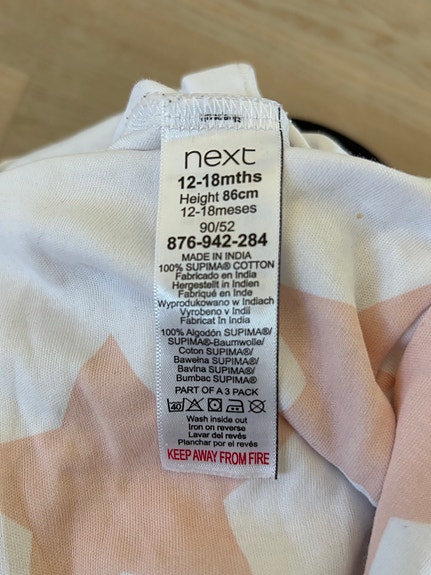 next
12-18mths
Height 86cm
12-18meses
90/52
876-942-284
MADE IN INDIA
100% SUPIMA® COTTON
Fabricado en India
Hergestellt in Indien
Fabriqué en Inde
Wyprodukowano w Indiach
Vyrobeno v Indii
Fabricat în India
100% Algodón SUPIMA®/
SUPIMA®-Baumwolle/
Coton SUPIMA®/
Bawełna SUPIMA®/
Bavlna SUPIMA®/
Bumbac SUPIMA®
PART OF A 3 PACK
40
Wash inside out
Iron on reverse
Lavar del revés
Planchar por el revés
KEEP AWAY FROM FIRE